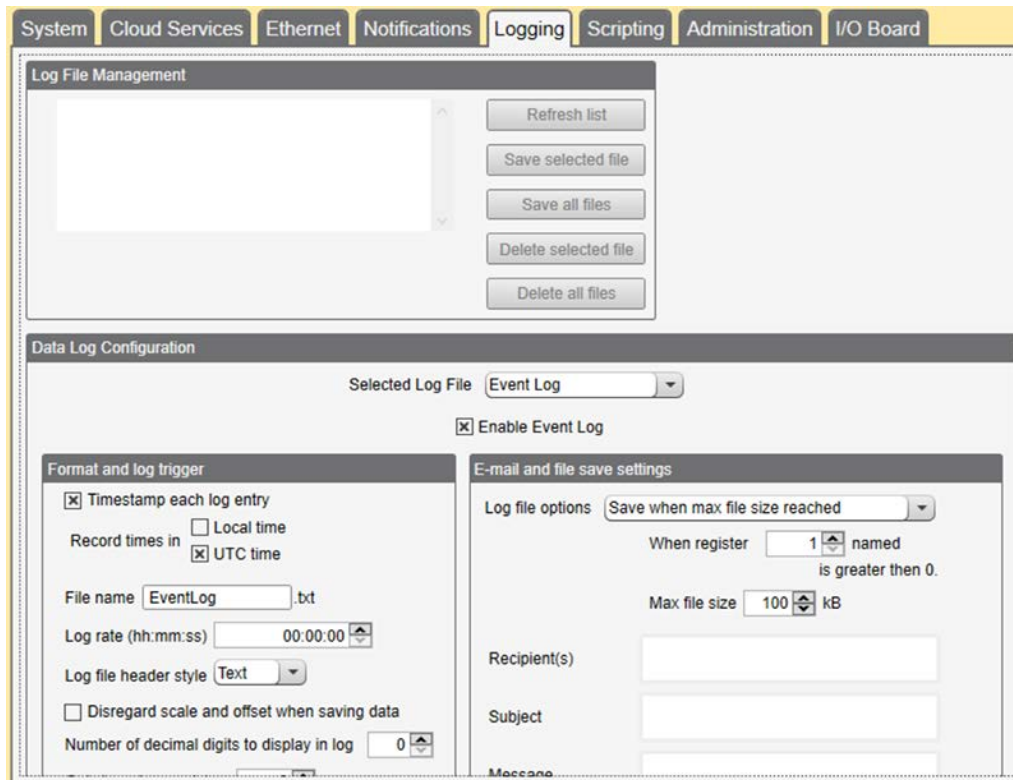 System Cloud Services Ethernet Notifications Logging Scripting Administration I/O Board
Log File Management
Refresh list
Save selected file
Save all files
Delete selected file
Delete all files
Data Log Configuration
Selected Log File Event Log
Enable Event Log
Format and log trigger
Timestamp each log entry
Record times in
Local time
UTC time
File name EventLog .txt
Log rate (hh:mm:ss) 00:00:00
Log file header style Text
Disregard scale and offset when saving data
Number of decimal digits to display in log 0
E-mail and file save settings
Log file options Save when max file size reached
When register 1 named
is greater then 0.
Max file size 100 kB
Recipient(s)
Subject
Message